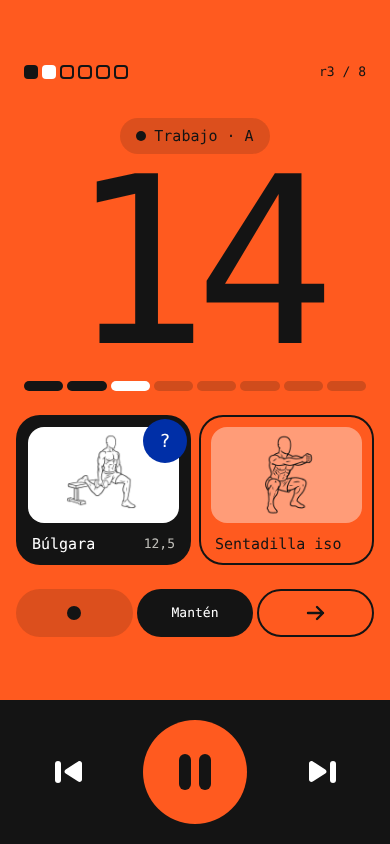 r3 / 8
Trabajo · A
14
?
Búlgara 12,5
Sentadilla iso
Mantén